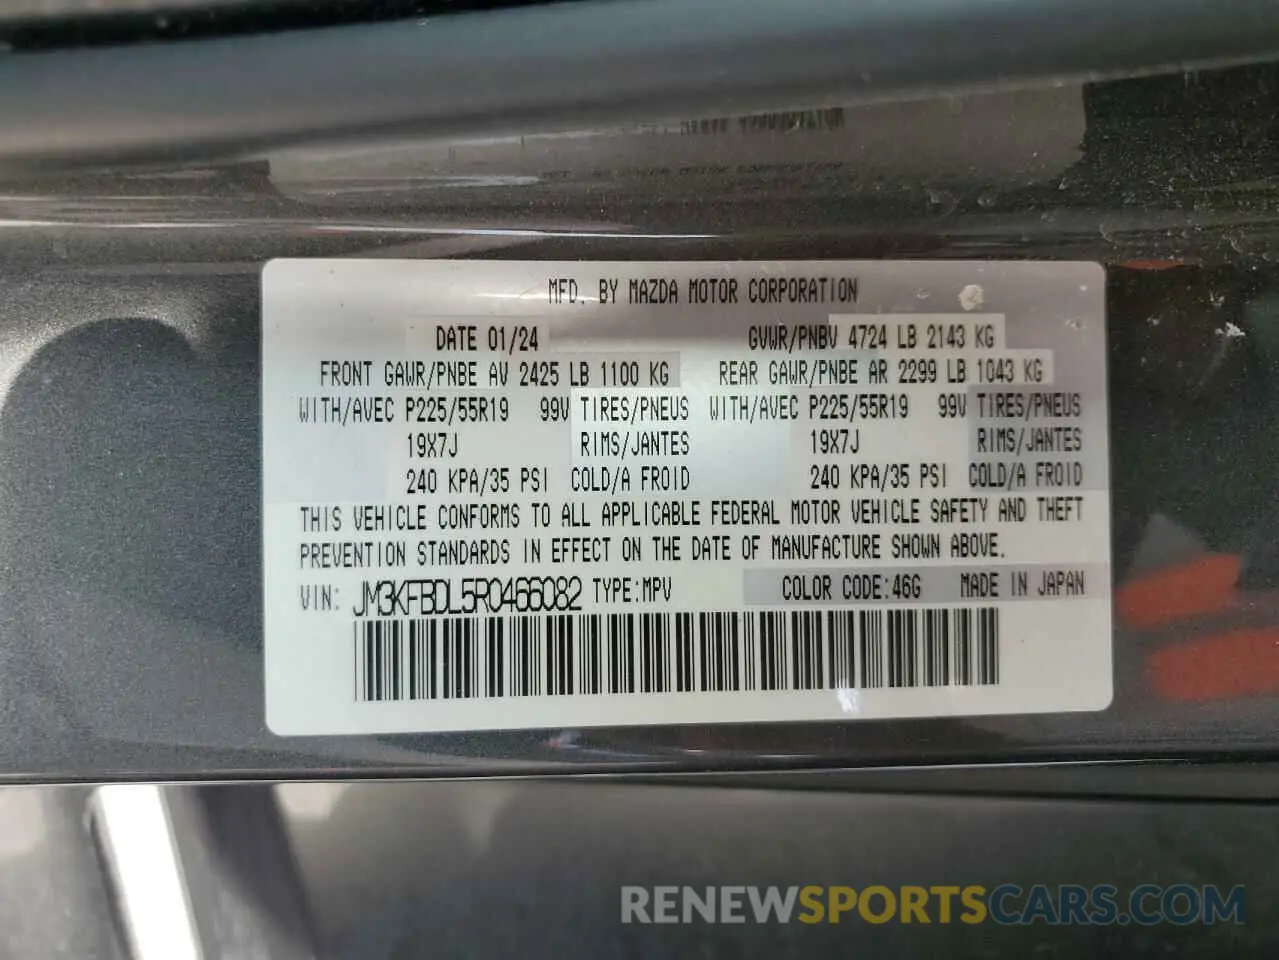 MFD. BY MAZDA MOTOR CORPORATION
DATE 01/24 GVWR/PNBV 4724 LB 2143 KG
FRONT GAWR/PNBE AV 2425 LB 1100 KG REAR GAWR/PNBE AR 2299 LB 1043 KG
WITH/AVEC P225/55R19 99V TIRES/PNEUS WITH/AVEC P225/55R19 99V TIRES/PNEUS
19X7J RIMS/JANTES 19X7J RIMS/JANTES
240 KPA/35 PSI COLD/A FROID 240 KPA/35 PSI COLD/A FROID
THIS VEHICLE CONFORMS TO ALL APPLICABLE FEDERAL MOTOR VEHICLE SAFETY AND THEFT
PREVENTION STANDARDS IN EFFECT ON THE DATE OF MANUFACTURE SHOWN ABOVE.
VIN: JM3KFBDL5R0466082 TYPE:MPV COLOR CODE:46G MADE IN JAPAN
RENEWSPORTSCARS.COM